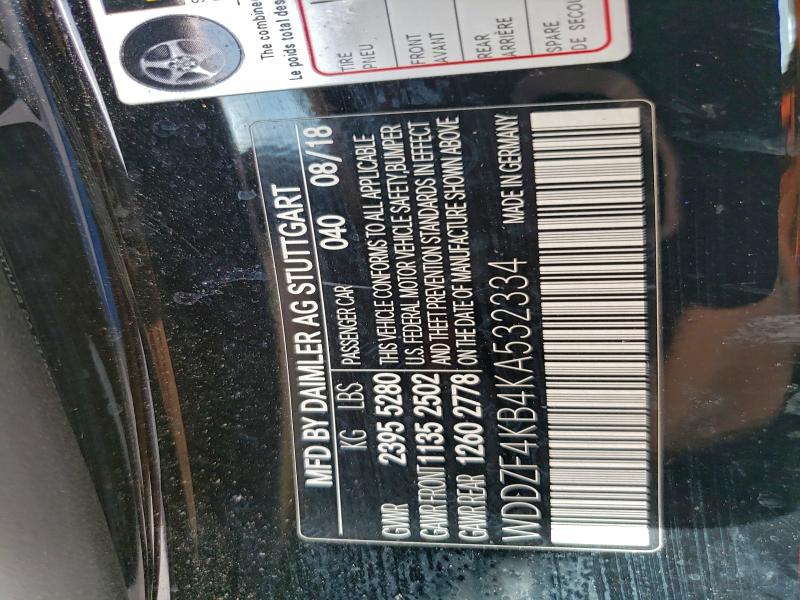 The combine
Le poids total des
TIRE
PNEU
FRONT
AVANT
REAR
ARRIÈRE
SPARE
DE SECOU
MFD BY DAIMLER AG STUTTGART
KG LBS PASSENGER CAR 040 08/18
GVWR 2395 5280 THIS VEHICLE CONFORMS TO ALL APPLICABLE
GAWR FRONT 1135 2502 U.S. FEDERAL MOTOR VEHICLE SAFETY, BUMPER
GAWR REAR 1260 2778 AND THEFT PREVENTION STANDARDS IN EFFECT
ON THE DATE OF MANUFACTURE SHOWN ABOVE
WDDZF4KB4KA532334 MADE IN GERMANY